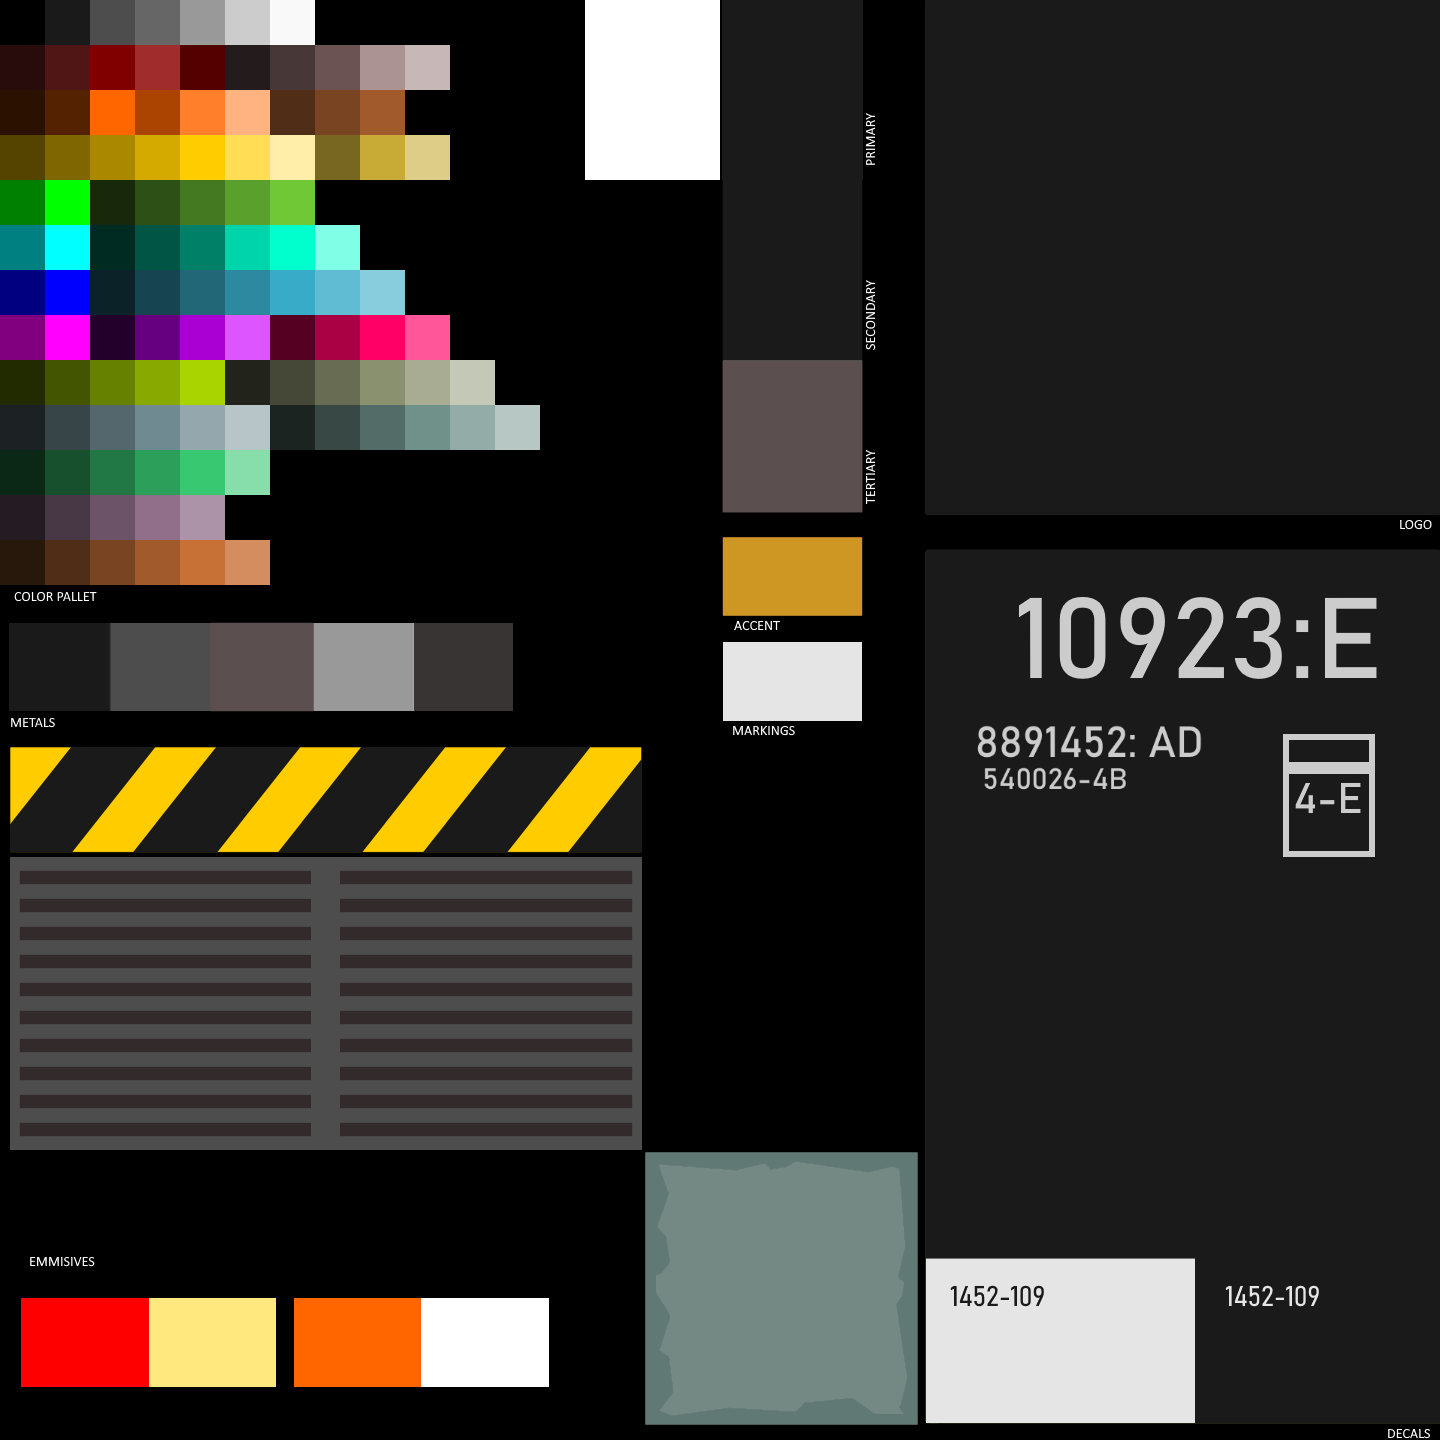 PRIMARY
SECONDARY
TERTIARY
LOGO
COLOR PALLET
ACCENT
METALS
MARKINGS
10923:E
8891452: AD
540026-4B
4-E
EMMISIVES
1452-109
1452-109
DECALS